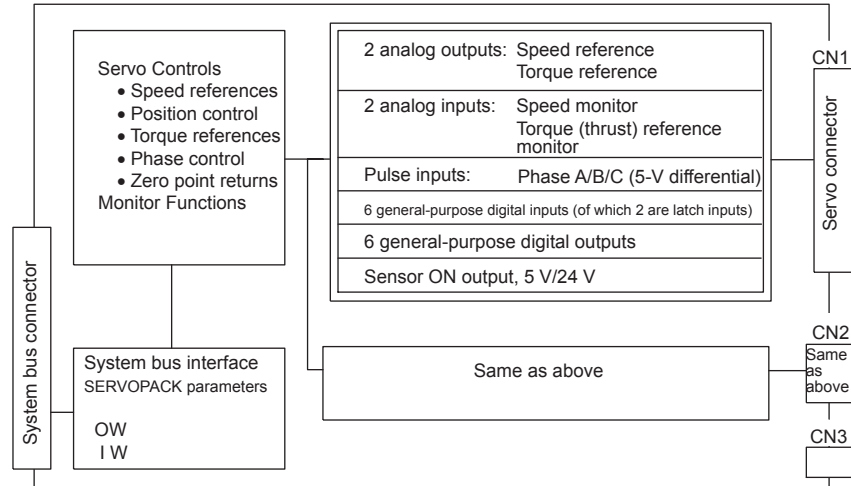 Servo Controls
• Speed references
• Position control
• Torque references
• Phase control
• Zero point returns
Monitor Functions
2 analog outputs: Speed reference
Torque reference
2 analog inputs: Speed monitor
Torque (thrust) reference
monitor
Pulse inputs: Phase A/B/C (5-V differential)
6 general-purpose digital inputs (of which 2 are latch inputs)
6 general-purpose digital outputs
Sensor ON output, 5 V/24 V
CN1
Servo connector
System bus connector
System bus interface
SERVOPACK parameters
OW
I W
Same as above
CN2
Same
as
above
CN3